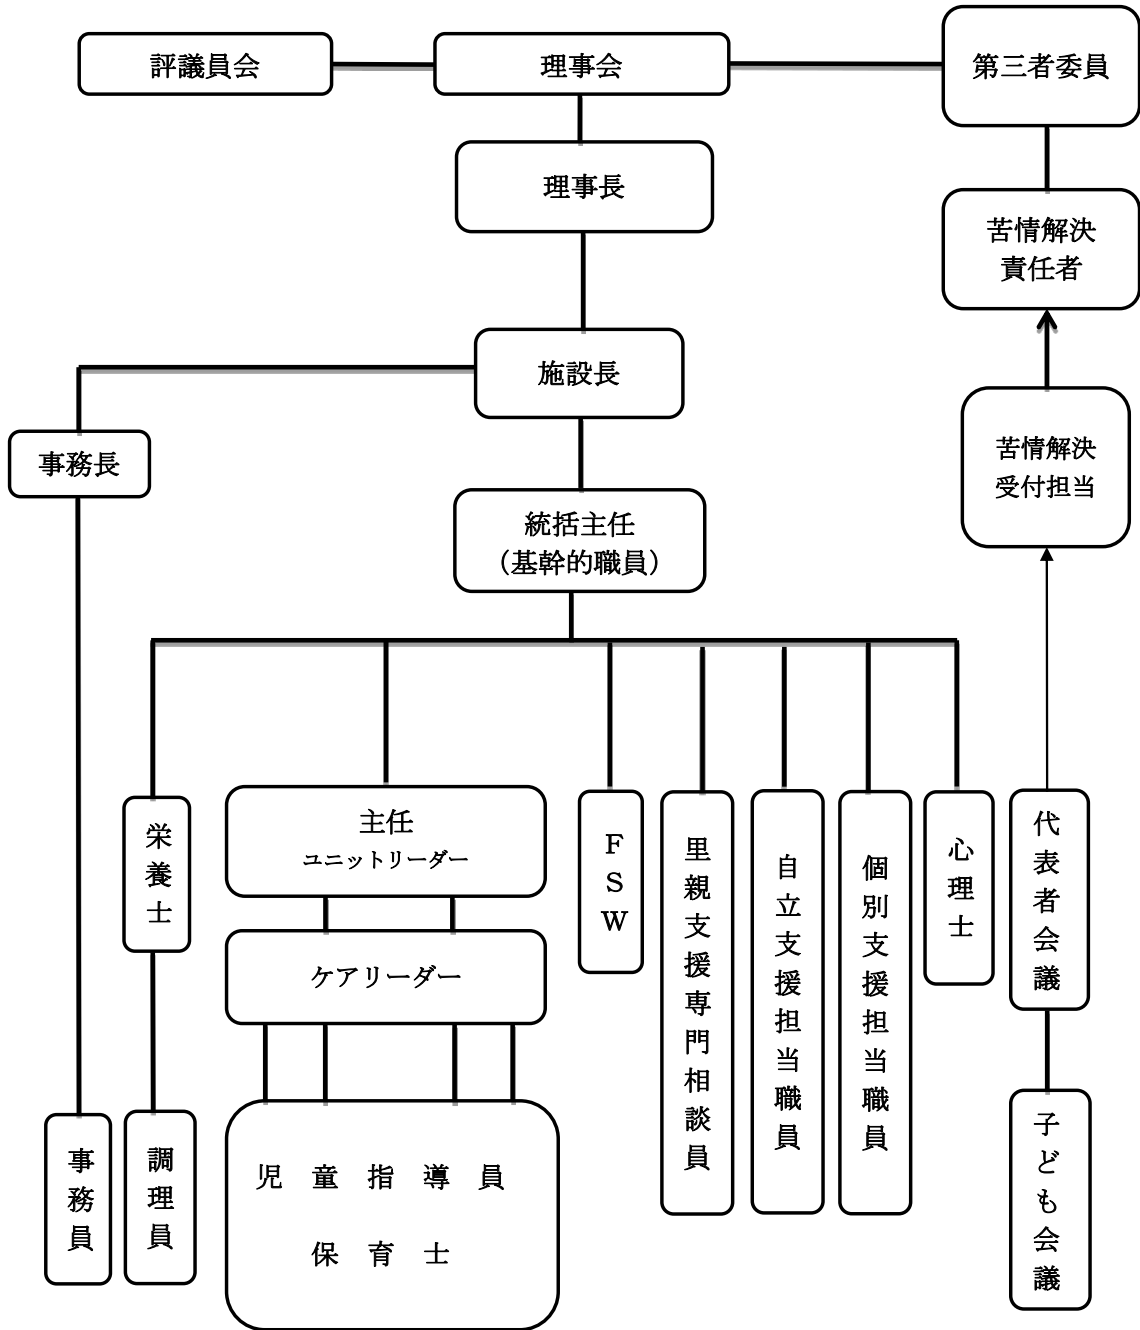 評議員会
理事会
第三者委員
理事長
苦情解決
責任者
施設長
事務長
苦情解決
受付担当
統括主任
（基幹的職員）
栄養士
主任
ユニットリーダー
ケアリーダー
FSW
里親支援専門相談員
自立支援担当職員
個別支援担当職員
心理士
代表者会議
事務員
調理員
児童指導員
保育士
子ども会議